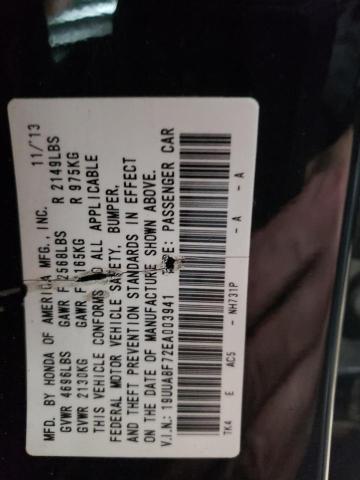 MFD. BY HONDA OF AMERICA MFG., INC. 11/13
GVWR 4696LBS GAWR F 2568LBS R 2149LBS
GVWR 2130KG GAWR F 1165KG R 975KG
THIS VEHICLE CONFORMS TO ALL APPLICABLE
FEDERAL MOTOR VEHICLE SAFETY, BUMPER,
AND THEFT PREVENTION STANDARDS IN EFFECT
ON THE DATE OF MANUFACTURE SHOWN ABOVE.
V.I.N.: 19UUA8F72EA003941 E: PASSENGER CAR
TK4 E AC5 - NH731P - A - A